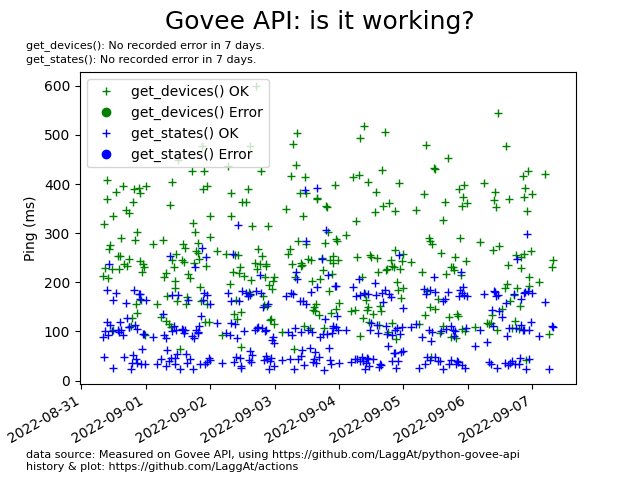 Govee API: is it working?
get_devices(): No recorded error in 7 days.
get_states(): No recorded error in 7 days.
get_devices() OK
get_devices() Error
get_states() OK
get_states() Error
Ping (ms)
600
500
400
300
200
100
0
2022-08-31
2022-09-01
2022-09-02
2022-09-03
2022-09-04
2022-09-05
2022-09-06
2022-09-07
data source: Measured on Govee API, using https://github.com/LaggAt/python-govee-api
history & plot: https://github.com/LaggAt/actions